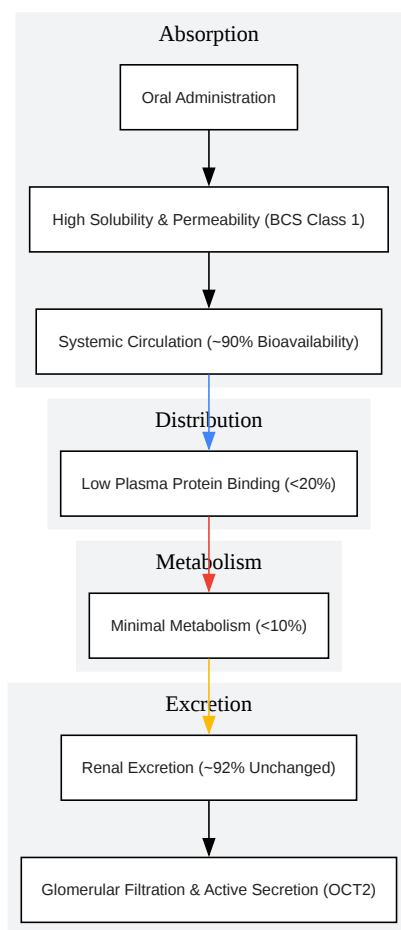 Absorption
Oral Administration
High Solubility & Permeability (BCS Class 1)
Systemic Circulation (~90% Bioavailability)
Distribution
Low Plasma Protein Binding (<20%)
Metabolism
Minimal Metabolism (<10%)
Excretion
Renal Excretion (~92% Unchanged)
Glomerular Filtration & Active Secretion (OCT2)